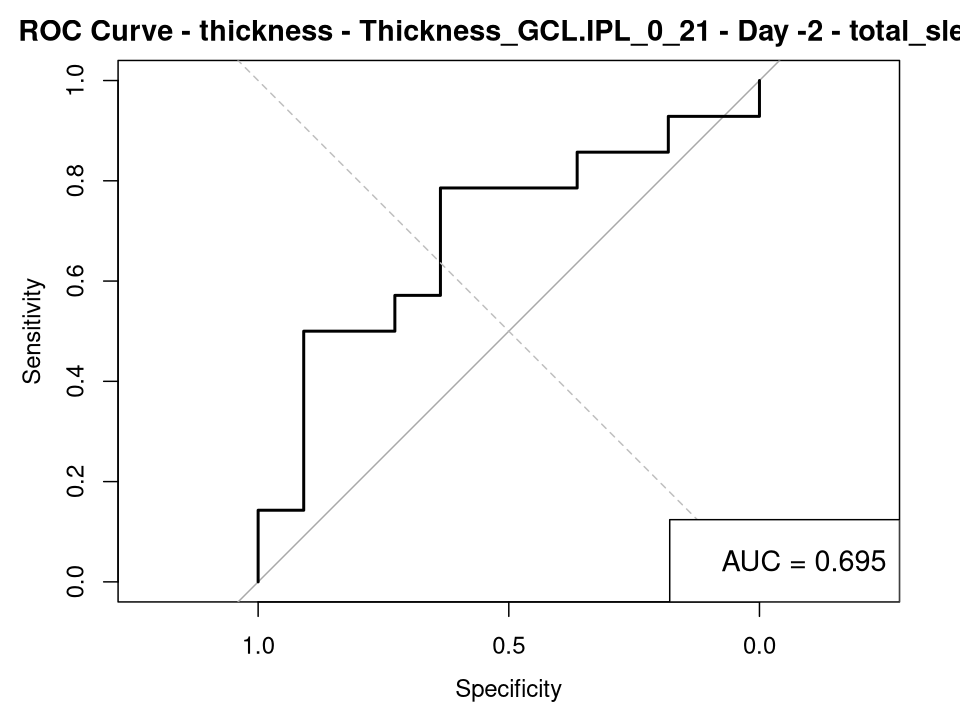 ROC Curve - thickness - Thickness_GCL.IPL_0_21 - Day -2 - total_sle
1.0
0.8
0.6
0.4
0.2
0.0
Sensitivity
AUC = 0.695
1.0 0.5 0.0
Specificity